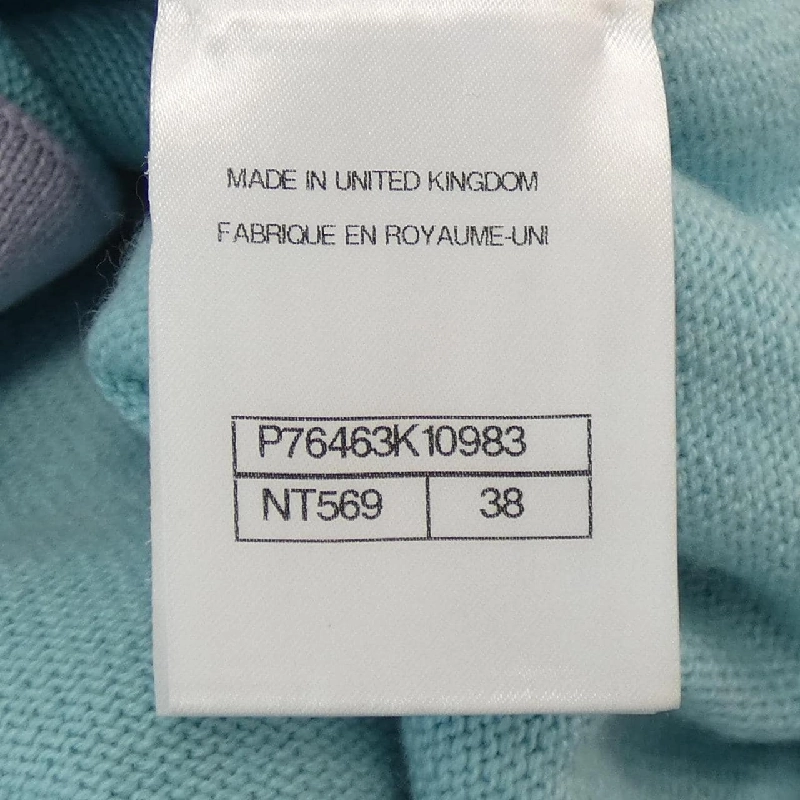 MADE IN UNITED KINGDOM
FABRIQUE EN ROYAUME-UNI
P76463K10983
NT569 38